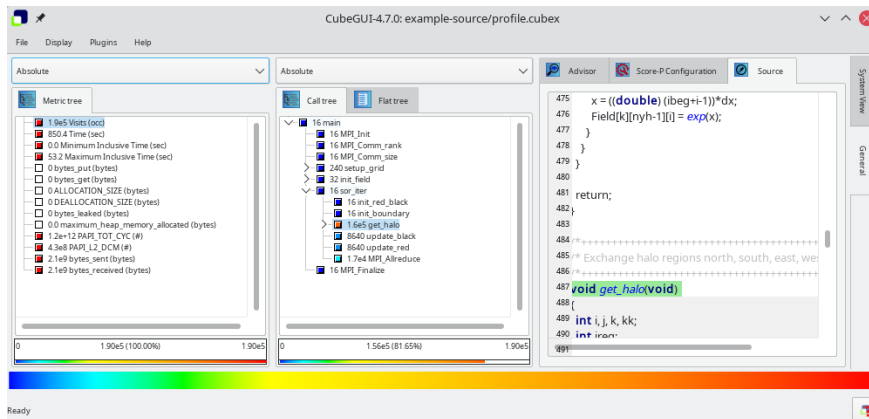 CubeGUI-4.7.0: example-source/profile.cubex
File Display Plugins Help
Absolute
Metric tree
1.9e5 Visits (occ)
850.4 Time (sec)
0.0 Minimum Inclusive Time (sec)
53.2 Maximum Inclusive Time (sec)
0 bytes_put (bytes)
0 bytes_get (bytes)
0 ALLOCATION_SIZE (bytes)
0 DEALLOCATION_SIZE (bytes)
0 bytes_leaked (bytes)
0.0 maximum_heap_memory_allocated (bytes)
1.2e+12 PAPI_TOT_CYC (#)
4.3e8 PAPI_L2_DCM (#)
2.1e9 bytes_sent (bytes)
2.1e9 bytes_received (bytes)
0 1.90e5 (100.00%) 1.90e5
Absolute
Call tree Flat tree
16 main
16 MPI_Init
16 MPI_Comm_rank
16 MPI_Comm_size
240 setup_grid
32 init_field
16 sor_iter
16 init_red_black
16 init_boundary
1.6e5 get_halo
8640 update_black
8640 update_red
1.7e4 MPI_Allreduce
16 MPI_Finalize
0 1.56e5 (81.65%) 1.90e5
Advisor Score-P Configuration Source
475 x = ((double) (ibeg+i-1))*dx;
476 Field[k][nyh-1][i] = exp(x);
477 }
478 }
479 }
480
481 return;
482 }
483
484 /*++++++++++++++++++++++++++++++++
485 /* Exchange halo regions north, south, east, wes
486 /*++++++++++++++++++++++++++++++++
487 void get_halo(void)
488 {
489 int i, j, k, kk;
490 int ireq;
491
System View
General
Ready